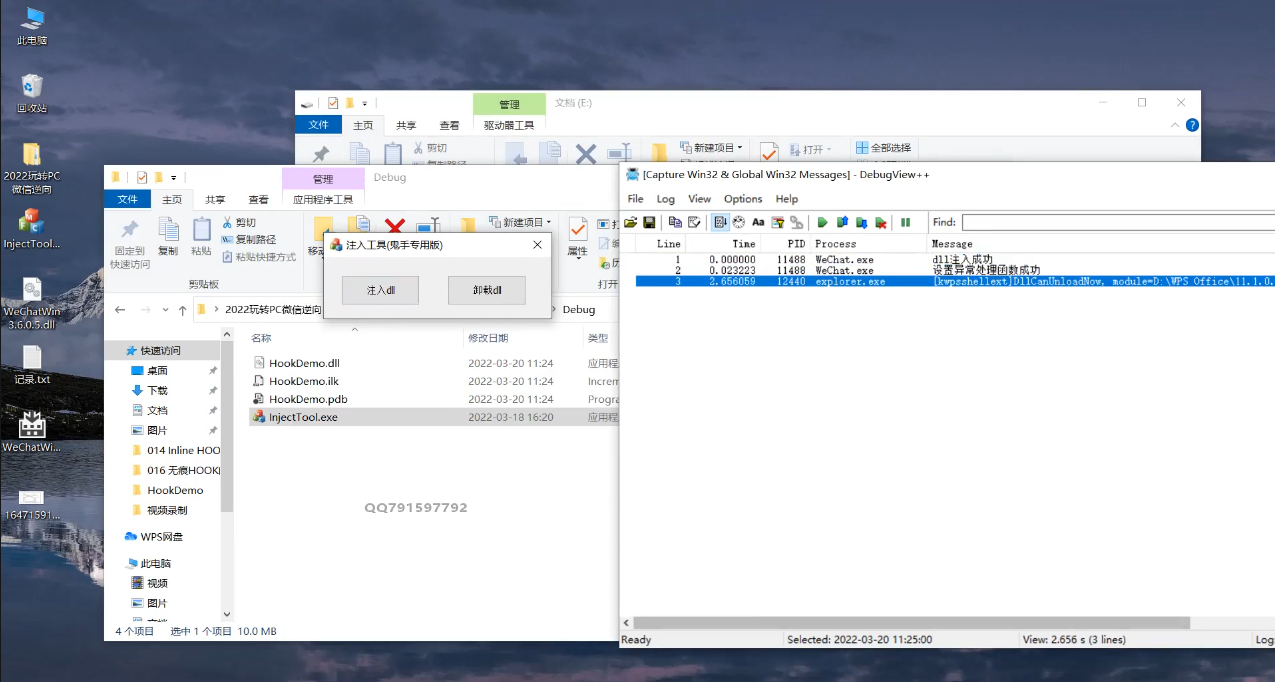 此电脑
回收站
2022玩转PC
微信逆向
InjectTool...
WeChatWin
3.6.0.5.dll
记录.txt
WeChatWi...
16471591...
管理
文档 (E:)
文件
主页
共享
查看
驱动器工具
剪切
新建项目
打开
全部选择
管理
Debug
文件
主页
共享
查看
应用程序工具
固定到
快速访问
复制
粘贴
剪切
复制路径
粘贴快捷方式
剪贴板
新建项目
属性
打开
2022玩转PC微信逆向
Debug
注入工具(鬼手专用版)
注入dll
卸载dll
快速访问
桌面
下载
文档
图片
014 Inline HOO
016 无痕HOOK
HookDemo
视频录制
WPS网盘
此电脑
视频
图片
名称 修改日期 类型
HookDemo.dll 2022-03-20 11:24 应用程
HookDemo.ilk 2022-03-20 11:24 Increm
HookDemo.pdb 2022-03-20 11:24 Progra
InjectTool.exe 2022-03-18 16:20 应用程
QQ791597792
4 个项目 选中 1 个项目 10.0 MB
[Capture Win32 & Global Win32 Messages] - DebugView++
File Log View Options Help
Find:
Line Time PID Process Message
1 0.000000 11488 WeChat.exe dll注入成功
2 0.023223 11488 WeChat.exe 设置异常处理函数成功
3 2.656059 12440 explorer.exe [kwpsshellext]DllCanUnloadNow, module=D:\WPS Office\11.1.0.
Ready
Selected: 2022-03-20 11:25:00
View: 2.656 s (3 lines)
Log